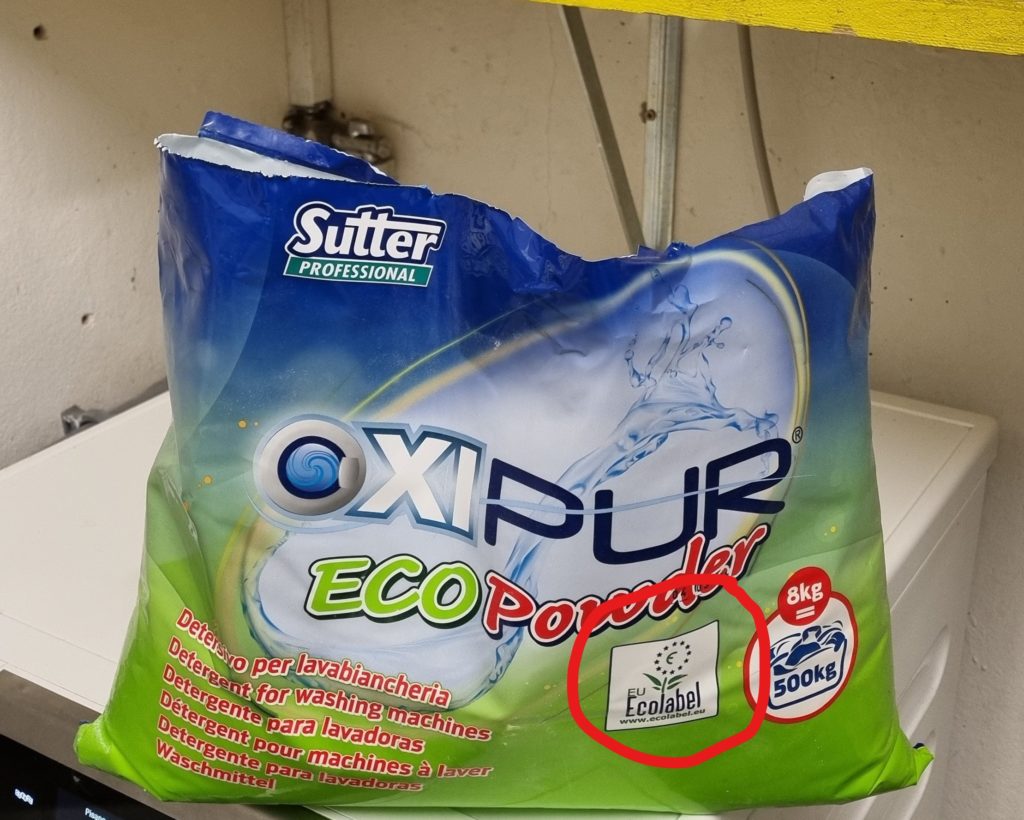 Sutter
PROFESSIONAL
OXIPUR®
ECO Powder
Detersivo per lavabiancheria
Detergent for washing machines
Detergente para lavadoras
Détergent pour machines à laver
Detergente para lavadoras
Waschmittel
EU
Ecolabel
www.ecolabel.eu
8kg
=
500kg